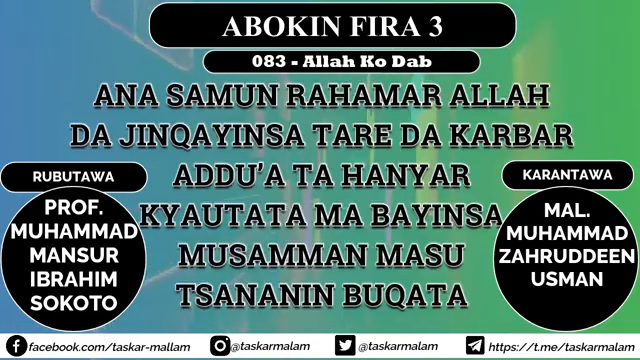 ABOKIN FIRA 3
083 - Allah Ko Dab
ANA SAMUN RAHAMAR ALLAH
DA JINQAYINSA TARE DA KARBAR
ADDU'A TA HANYAR
KYAUTATA MA BAYINSA
MUSAMMAN MASU
TSANANIN BUQATA
RUBUTAWA
PROF.
MUHAMMAD
MANSUR
IBRAHIM
SOKOTO
KARANTAWA
MAL.
MUHAMMAD
ZAHRUDDEEN
USMAN
facebook.com/taskar-mallam
@taskarmalam
@taskarmalam
https://t.me/taskarmalam